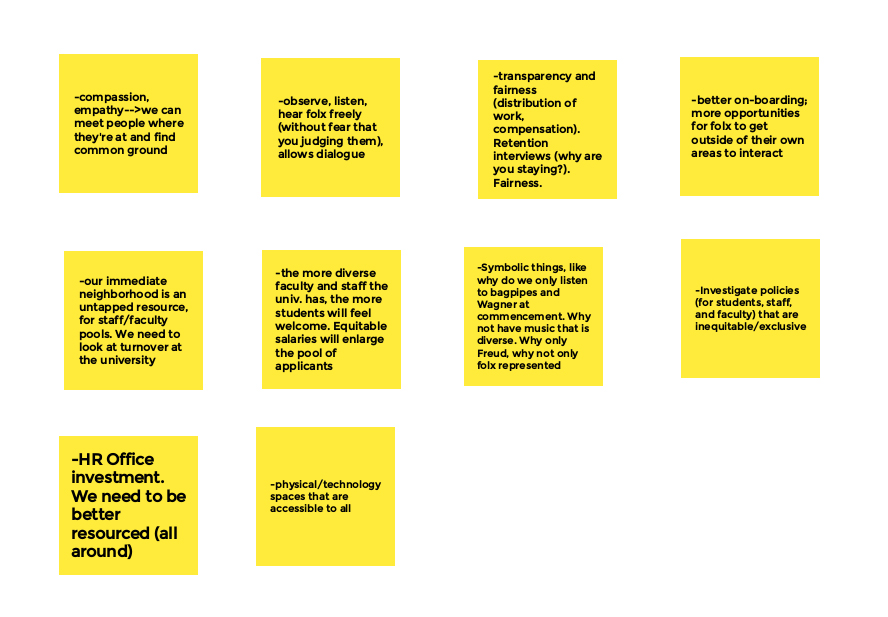 -compassion,
empathy-->we can
meet people where
they're at and find
common ground
-observe, listen,
hear folx freely
(without fear that
you judging them),
allows dialogue
-transparency and
fairness
(distribution of
work,
compensation).
Retention
interviews (why are
you staying?).
Fairness.
-better on-boarding;
more opportunities
for folx to get
outside of their own
areas to interact
-our immediate
neighborhood is an
untapped resource,
for staff/faculty
pools. We need to
look at turnover at
the university
-the more diverse
faculty and staff the
univ. has, the more
students will feel
welcome. Equitable
salaries will enlarge
the pool of
applicants
-Symbolic things, like
why do we only listen
to bagpipes and
Wagner at
commencement. Why
not have music that is
diverse. Why only
Freud, why not only
folx represented
-Investigate policies
(for students, staff,
and faculty) that are
inequitable/exclusive
-HR Office
investment.
We need to be
better
resourced (all
around)
-physical/technology
spaces that are
accessible to all